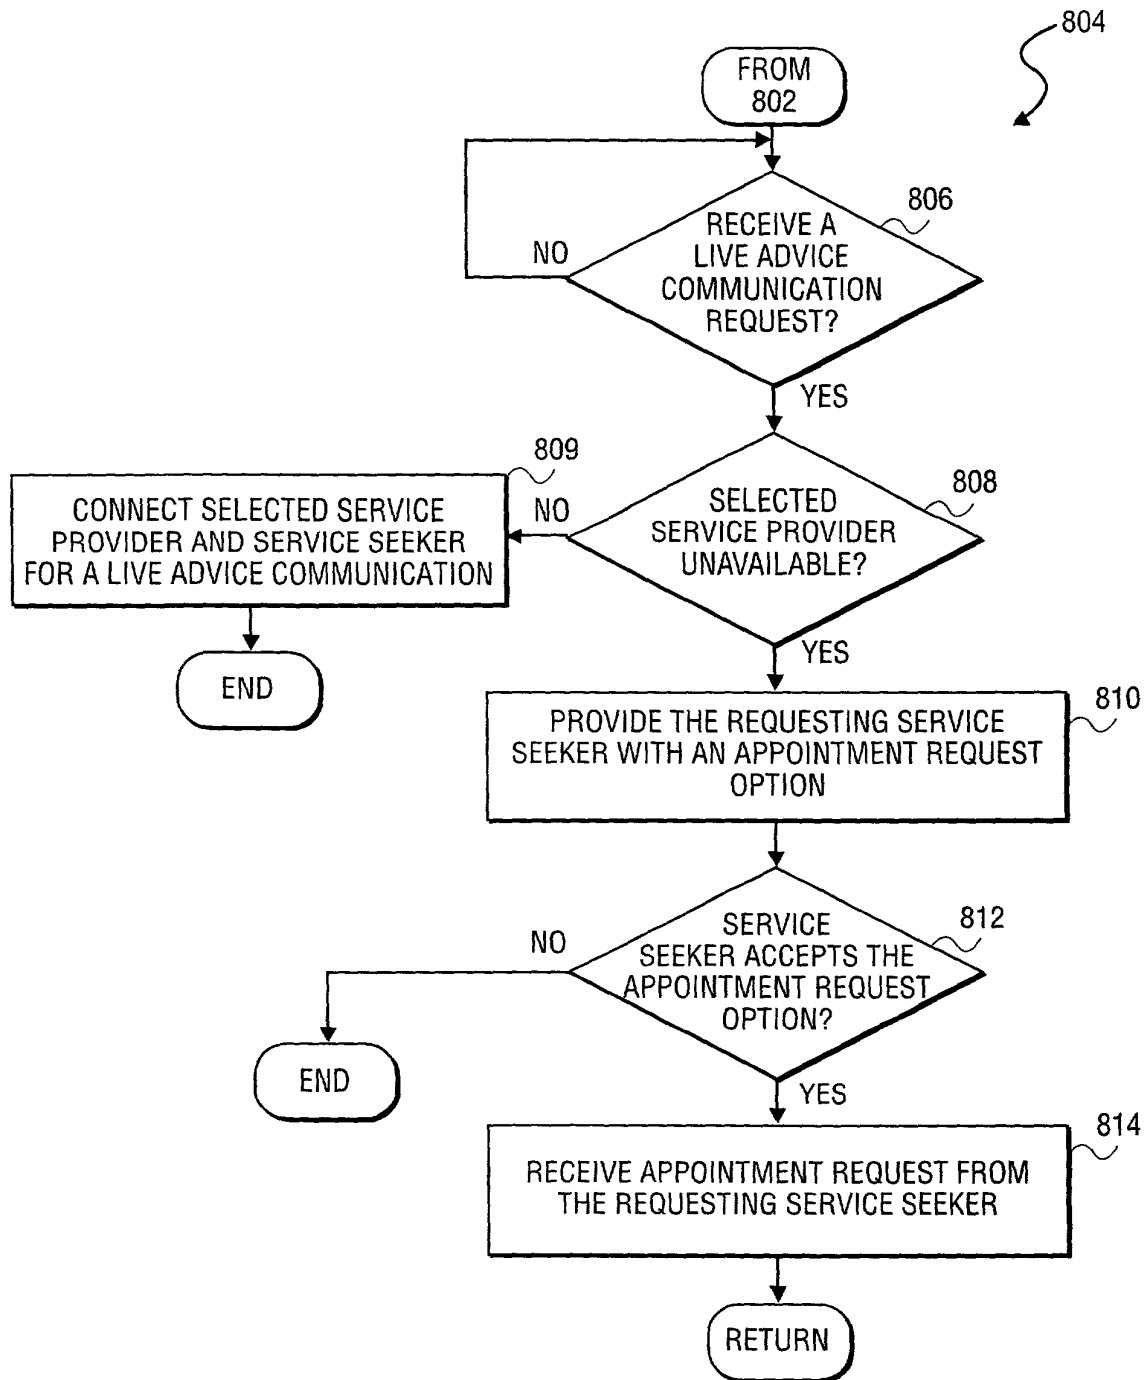 804
FROM
802
806
RECEIVE A
LIVE ADVICE
COMMUNICATION
REQUEST?
NO
YES
809
CONNECT SELECTED SERVICE
PROVIDER AND SERVICE SEEKER
FOR A LIVE ADVICE COMMUNICATION
NO
808
SELECTED
SERVICE PROVIDER
UNAVAILABLE?
YES
END
810
PROVIDE THE REQUESTING SERVICE
SEEKER WITH AN APPOINTMENT REQUEST
OPTION
812
SERVICE
SEEKER ACCEPTS THE
APPOINTMENT REQUEST
OPTION?
NO
END
YES
814
RECEIVE APPOINTMENT REQUEST FROM
THE REQUESTING SERVICE SEEKER
RETURN